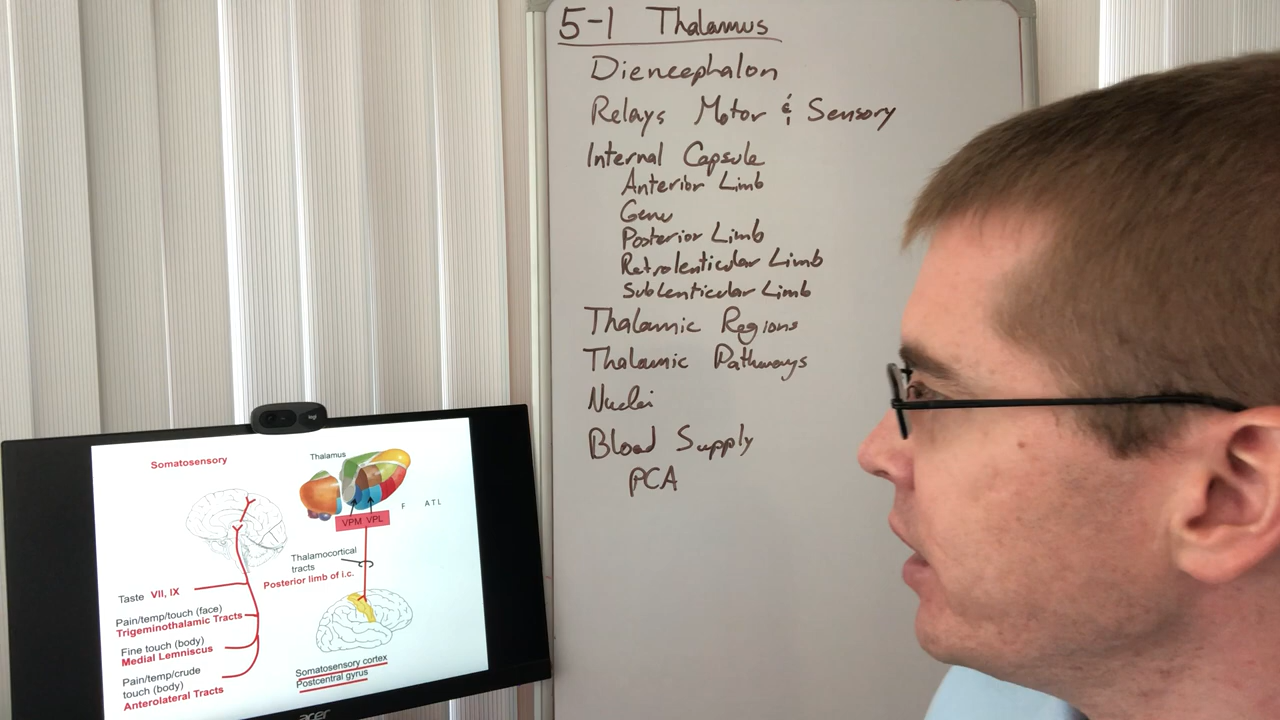 5-1 Thalamus
Diencephalon
Relays Motor & Sensory
Internal Capsule
Anterior Limb
Genu
Posterior Limb
Retrolenticular Limb
Sublenticular Limb
Thalamic Regions
Thalamic Pathways
Nuclei
Blood Supply
PCA
logi
Somatosensory
Thalamus
F ATL
VPM VPL
Thalamocortical
tracts
Posterior limb of i.c.
Taste VII, IX
Pain/temp/touch (face)
Trigeminothalamic Tracts
Fine touch (body)
Medial Lemniscus
Pain/temp/crude
touch (body)
Anterolateral Tracts
Somatosensory cortex
Postcentral gyrus
acer